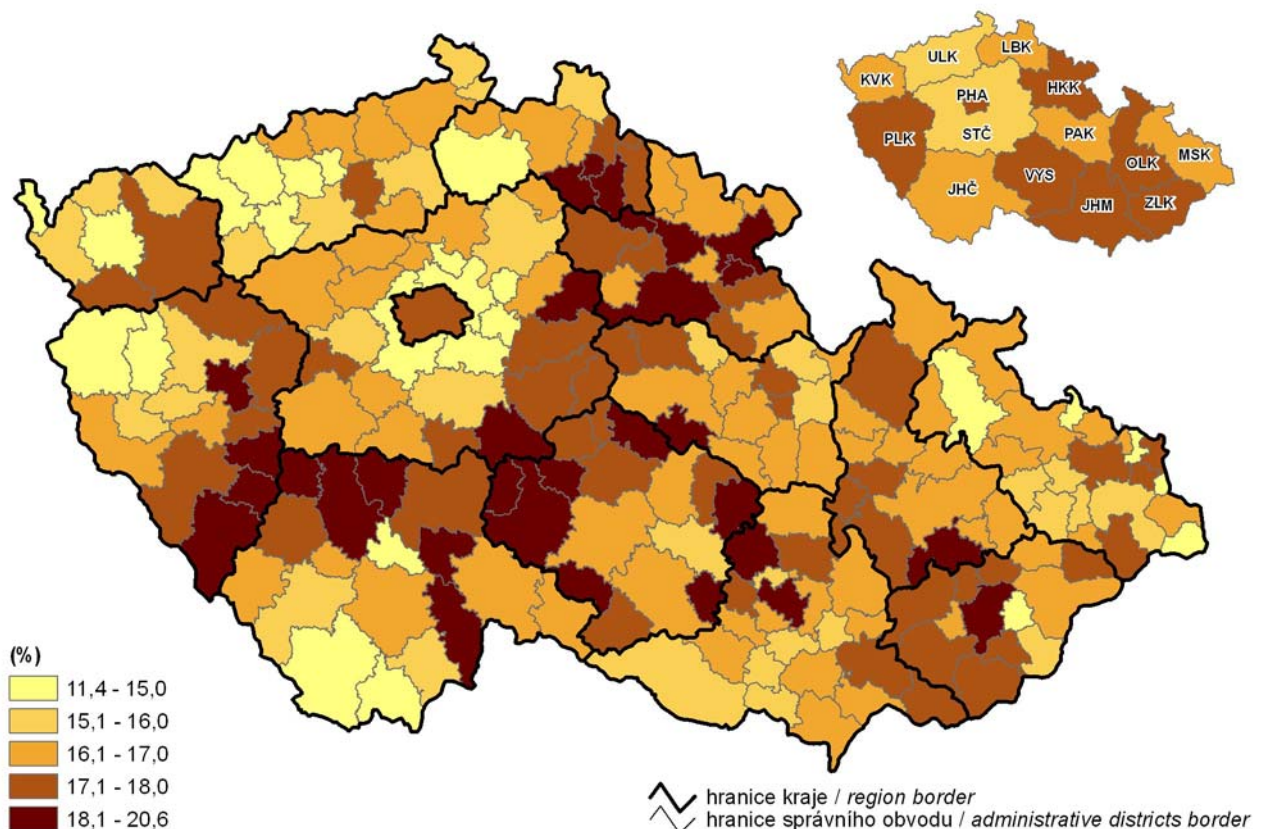 LBK
ULK
KVK
HKK
PHA
STČ
PAK
PLK
MSK
OLK
VYS
JHČ
ZLK
JHM
(%)
11,4 - 15,0
15,1 - 16,0
16,1 - 17,0
17,1 - 18,0
18,1 - 20,6
hranice kraje / region border
hranice správního obvodu / administrative districts border